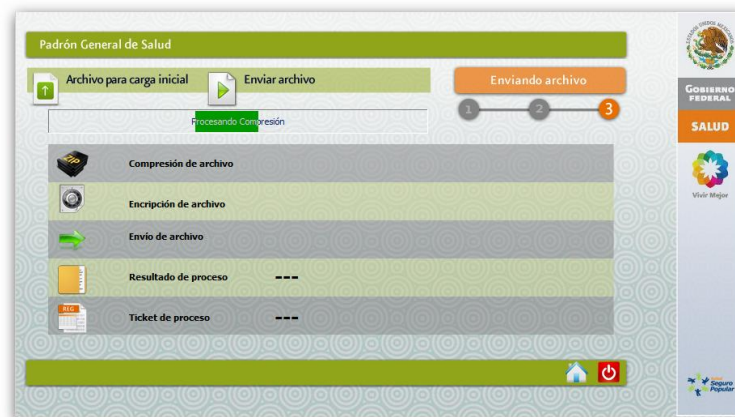 Padrón General de Salud
Archivo para carga inicial
Enviar archivo
Enviando archivo
1 2 3
Procesando Compresión
ZIP
Compresión de archivo
Encripción de archivo
Envío de archivo
Resultado de proceso ---
REG
Ticket de proceso ---
GOBIERNO
FEDERAL
SALUD
Vivir Mejor
Seguro
Popular